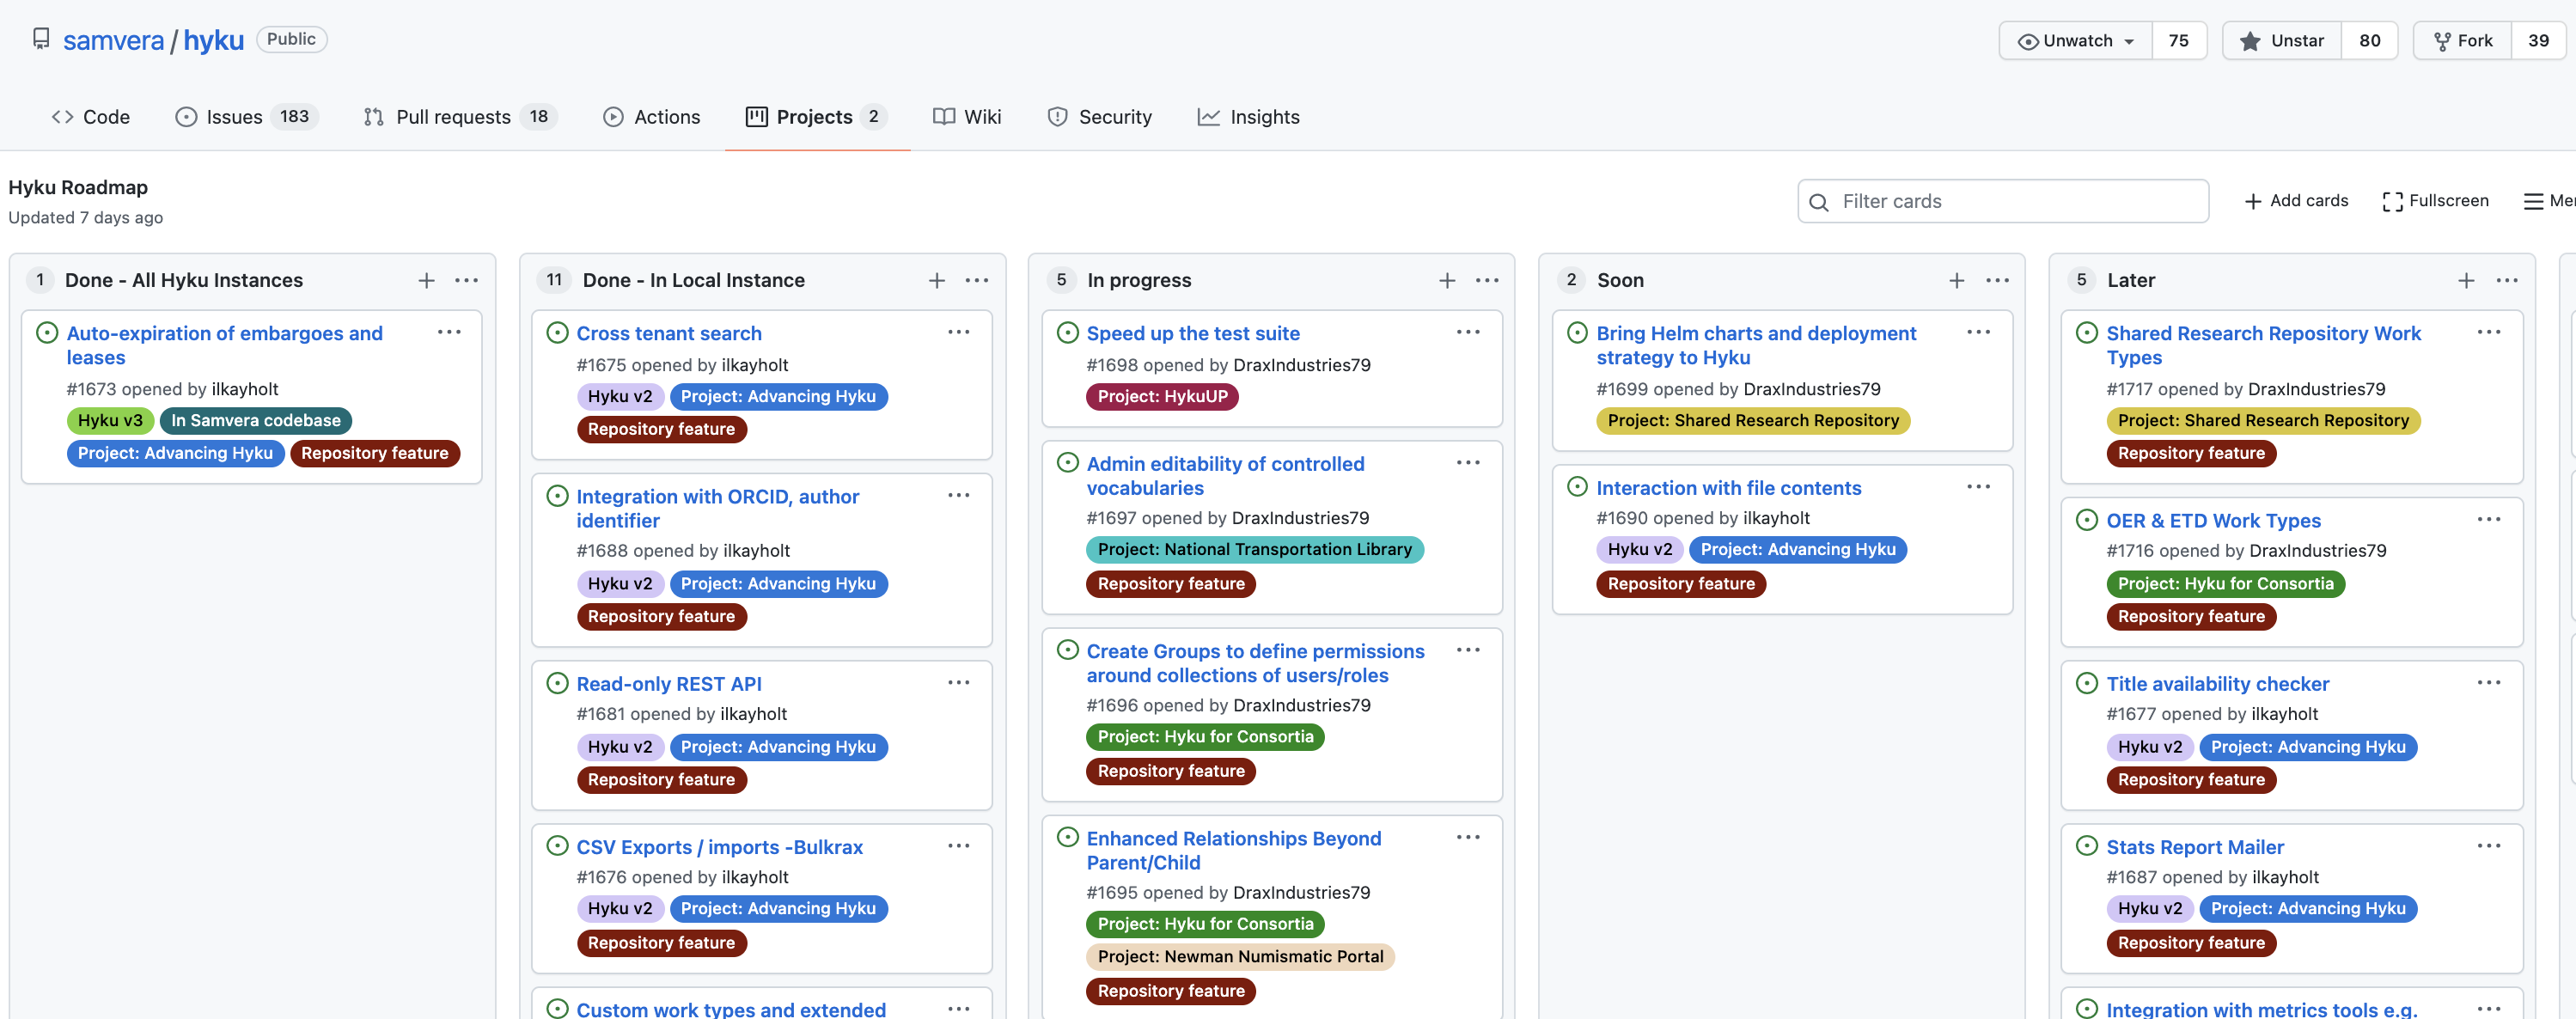 samvera / hyku Public
Unwatch 75 Unstar 80 Fork 39
Code Issues 183 Pull requests 18 Actions Projects 2 Wiki Security Insights
Hyku Roadmap
Updated 7 days ago
Filter cards Add cards Fullscreen
1 Done - All Hyku Instances
Auto-expiration of embargoes and
leases
#1673 opened by ilkayholt
Hyku v3 In Samvera codebase
Project: Advancing Hyku Repository feature
11 Done - In Local Instance
Cross tenant search
#1675 opened by ilkayholt
Hyku v2 Project: Advancing Hyku
Repository feature
Integration with ORCID, author
identifier
#1688 opened by ilkayholt
Hyku v2 Project: Advancing Hyku
Repository feature
Read-only REST API
#1681 opened by ilkayholt
Hyku v2 Project: Advancing Hyku
Repository feature
CSV Exports / imports -Bulkrax
#1676 opened by ilkayholt
Hyku v2 Project: Advancing Hyku
Repository feature
Custom work types and extended
5 In progress
Speed up the test suite
#1698 opened by DraxIndustries79
Project: HykuUP
Admin editability of controlled
vocabularies
#1697 opened by DraxIndustries79
Project: National Transportation Library
Repository feature
Create Groups to define permissions
around collections of users/roles
#1696 opened by DraxIndustries79
Project: Hyku for Consortia
Repository feature
Enhanced Relationships Beyond
Parent/Child
#1695 opened by DraxIndustries79
Project: Hyku for Consortia
Project: Newman Numismatic Portal
Repository feature
2 Soon
Bring Helm charts and deployment
strategy to Hyku
#1699 opened by DraxIndustries79
Project: Shared Research Repository
Interaction with file contents
#1690 opened by ilkayholt
Hyku v2 Project: Advancing Hyku
Repository feature
5 Later
Shared Research Repository Work
Types
#1717 opened by DraxIndustries79
Project: Shared Research Repository
Repository feature
OER & ETD Work Types
#1716 opened by DraxIndustries79
Project: Hyku for Consortia
Repository feature
Title availability checker
#1677 opened by ilkayholt
Hyku v2 Project: Advancing Hyku
Repository feature
Stats Report Mailer
#1687 opened by ilkayholt
Hyku v2 Project: Advancing Hyku
Repository feature
Integration with metrics tools e.g.